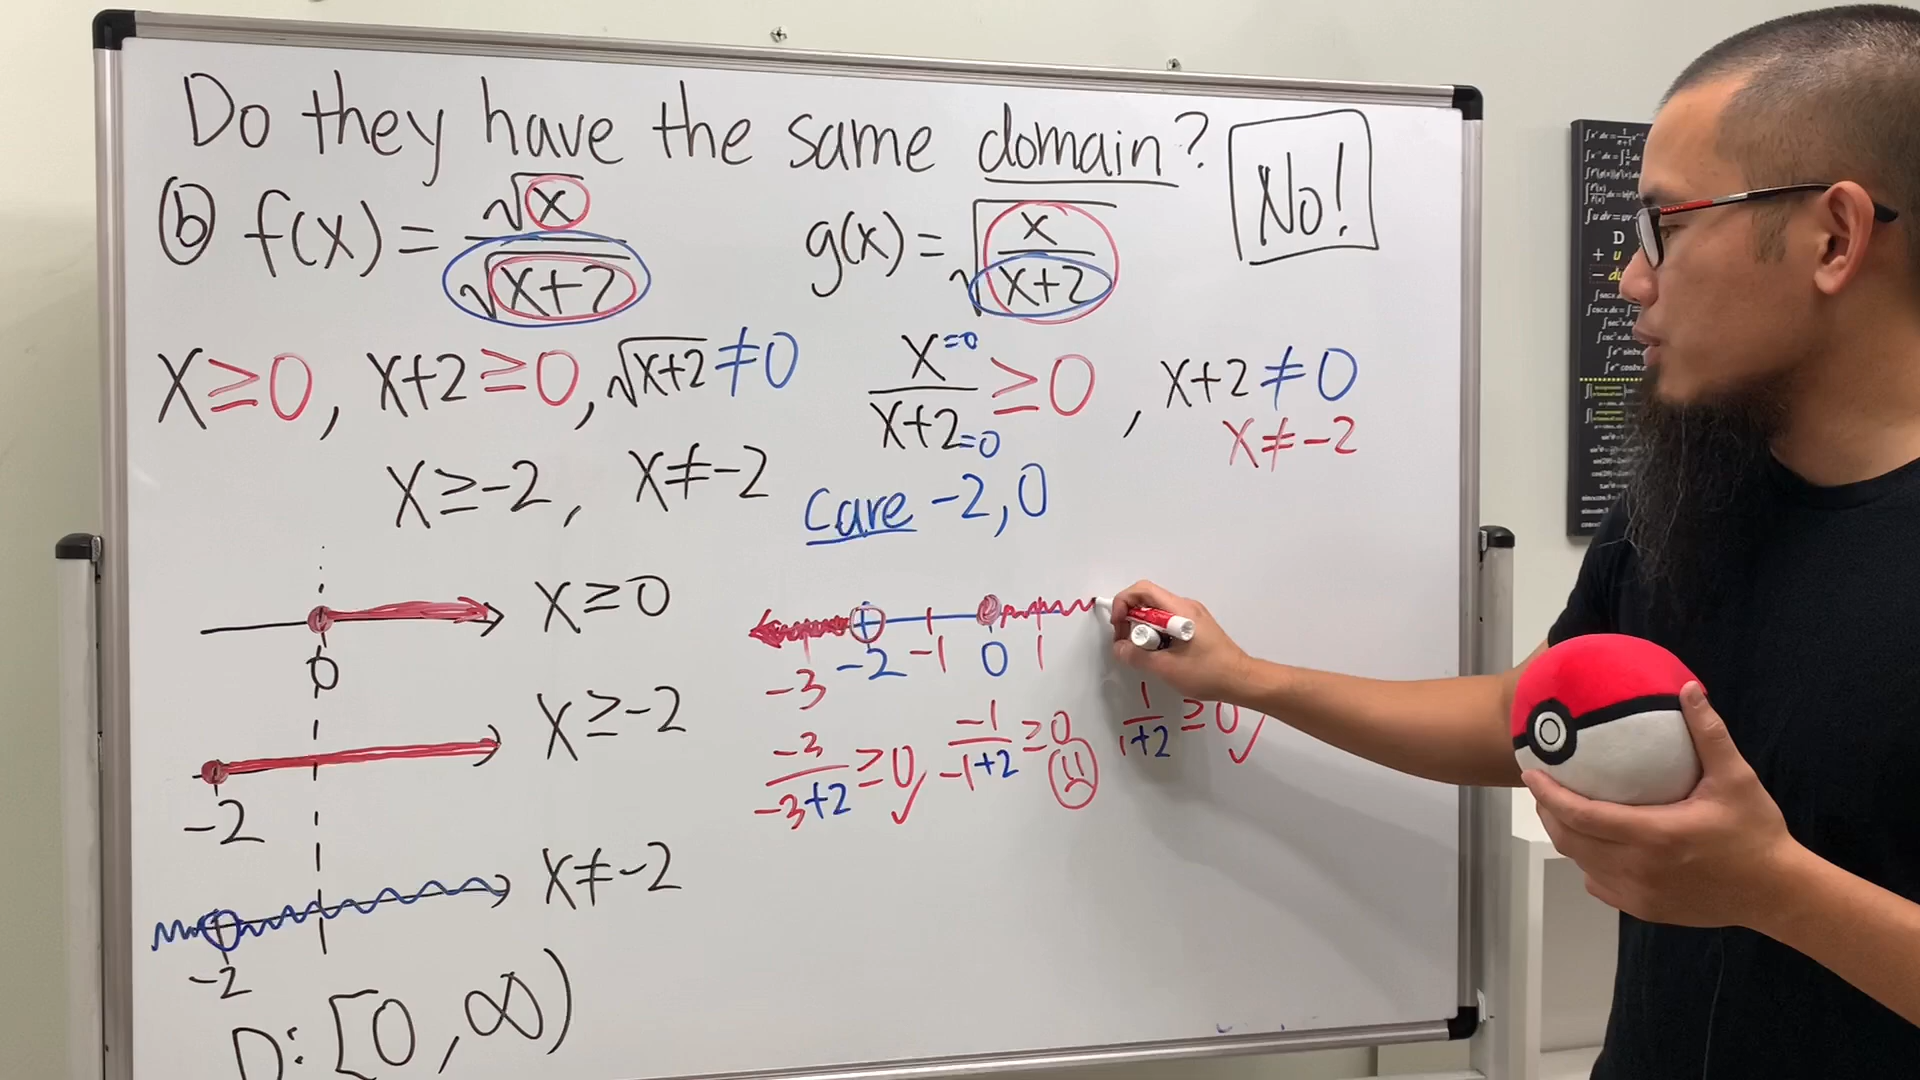 Do they have the same domain?
No!
ⓑ f(x) = √x / √(x+2)
g(x) = √(x / (x+2))
x ≥ 0, x+2 ≥ 0, √(x+2) ≠ 0
x ≥ -2, x ≠ -2
x =0 / x+2 =0 ≥ 0, x+2 ≠ 0
x ≠ -2
care -2, 0
0
x ≥ 0
-2
x ≥ -2
-2
x ≠ -2
D: [0, ∞)
-3 -2 -1 0 1
-3 / -3+2 ≥ 0 ✓
-1 / -1+2 ≥ 0
1 / 1+2 ≥ 0 ✓
D
+ u